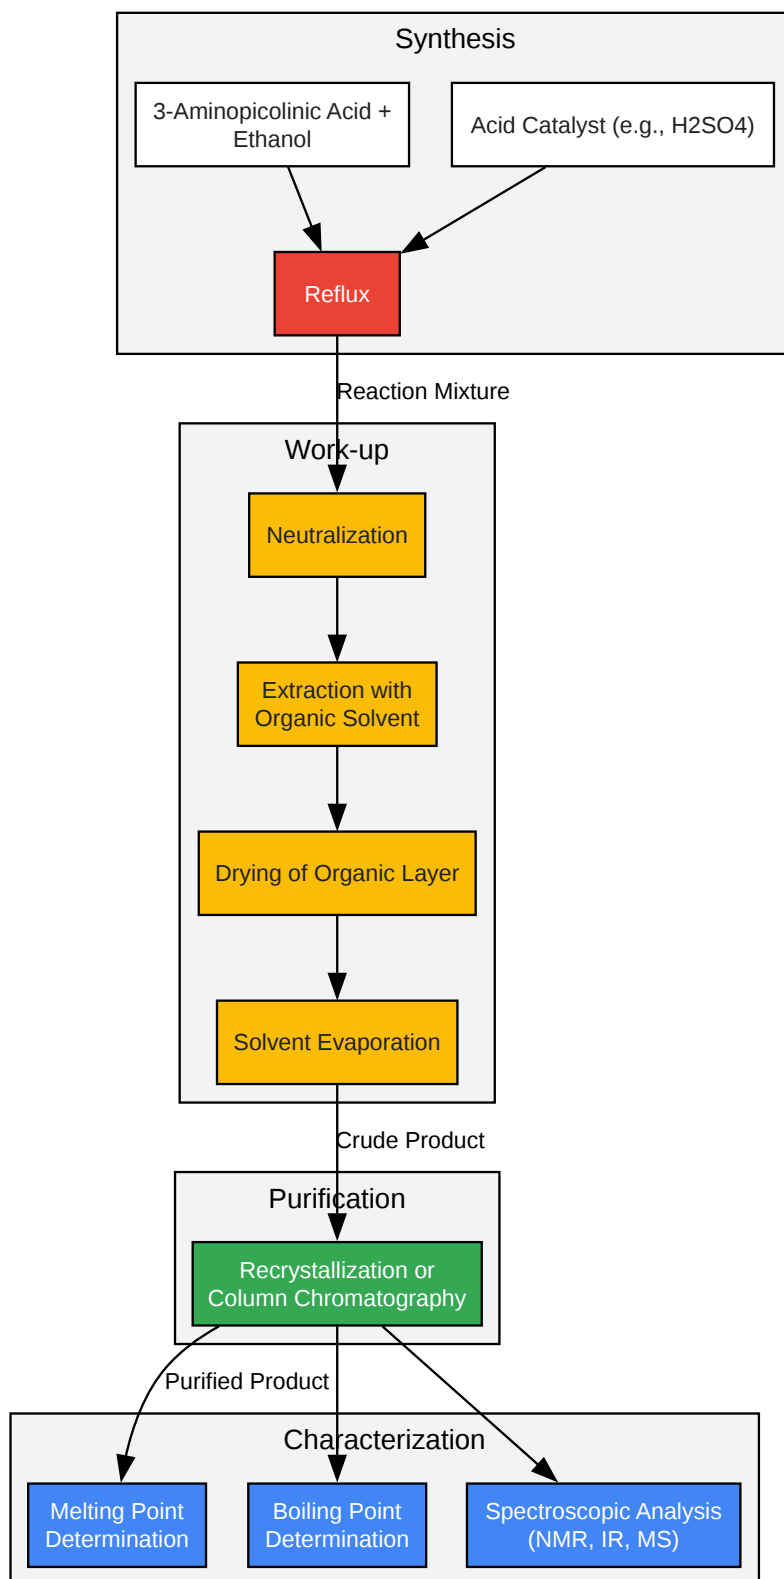 Synthesis
3-Aminopicolinic Acid +
Ethanol
Acid Catalyst (e.g., H2SO4)
Reflux
Reaction Mixture
Work-up
Neutralization
Extraction with
Organic Solvent
Drying of Organic Layer
Solvent Evaporation
Crude Product
Purification
Recrystallization or
Column Chromatography
Purified Product
Characterization
Melting Point
Determination
Boiling Point
Determination
Spectroscopic Analysis
(NMR, IR, MS)